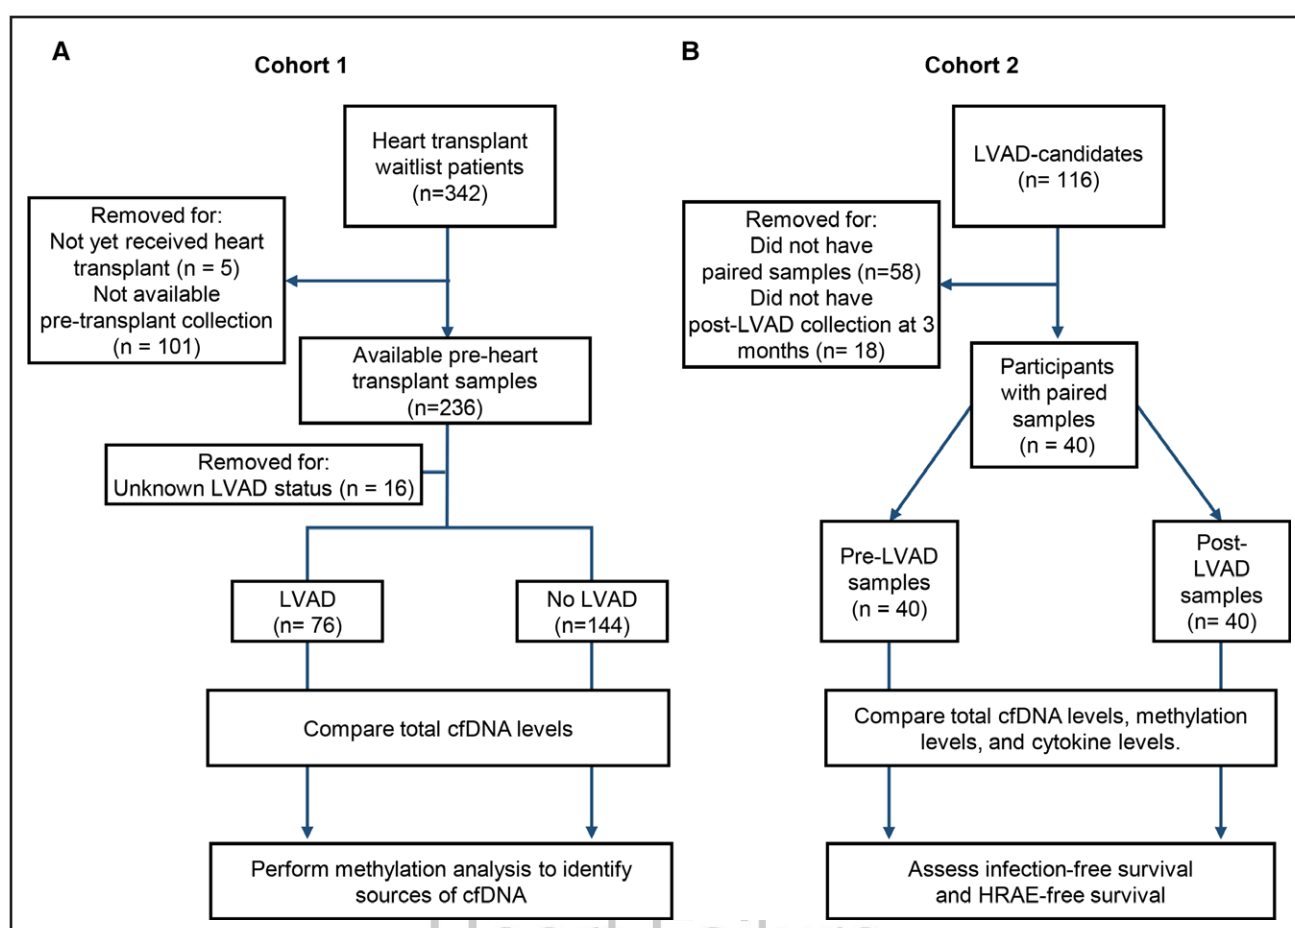 A
Cohort 1
Heart transplant
waitlist patients
(n=342)
Removed for:
Not yet received heart
transplant (n = 5)
Not available
pre-transplant collection
(n = 101)
Available pre-heart
transplant samples
(n=236)
Removed for:
Unknown LVAD status (n = 16)
LVAD
(n= 76)
No LVAD
(n=144)
Compare total cfDNA levels
Perform methylation analysis to identify
sources of cfDNA
B
Cohort 2
LVAD-candidates
(n= 116)
Removed for:
Did not have
paired samples (n=58)
Did not have
post-LVAD collection at 3
months (n= 18)
Participants
with paired
samples
(n = 40)
Pre-LVAD
samples
(n = 40)
Post-
LVAD
samples
(n= 40)
Compare total cfDNA levels, methylation
levels, and cytokine levels.
Assess infection-free survival
and HRAE-free survival